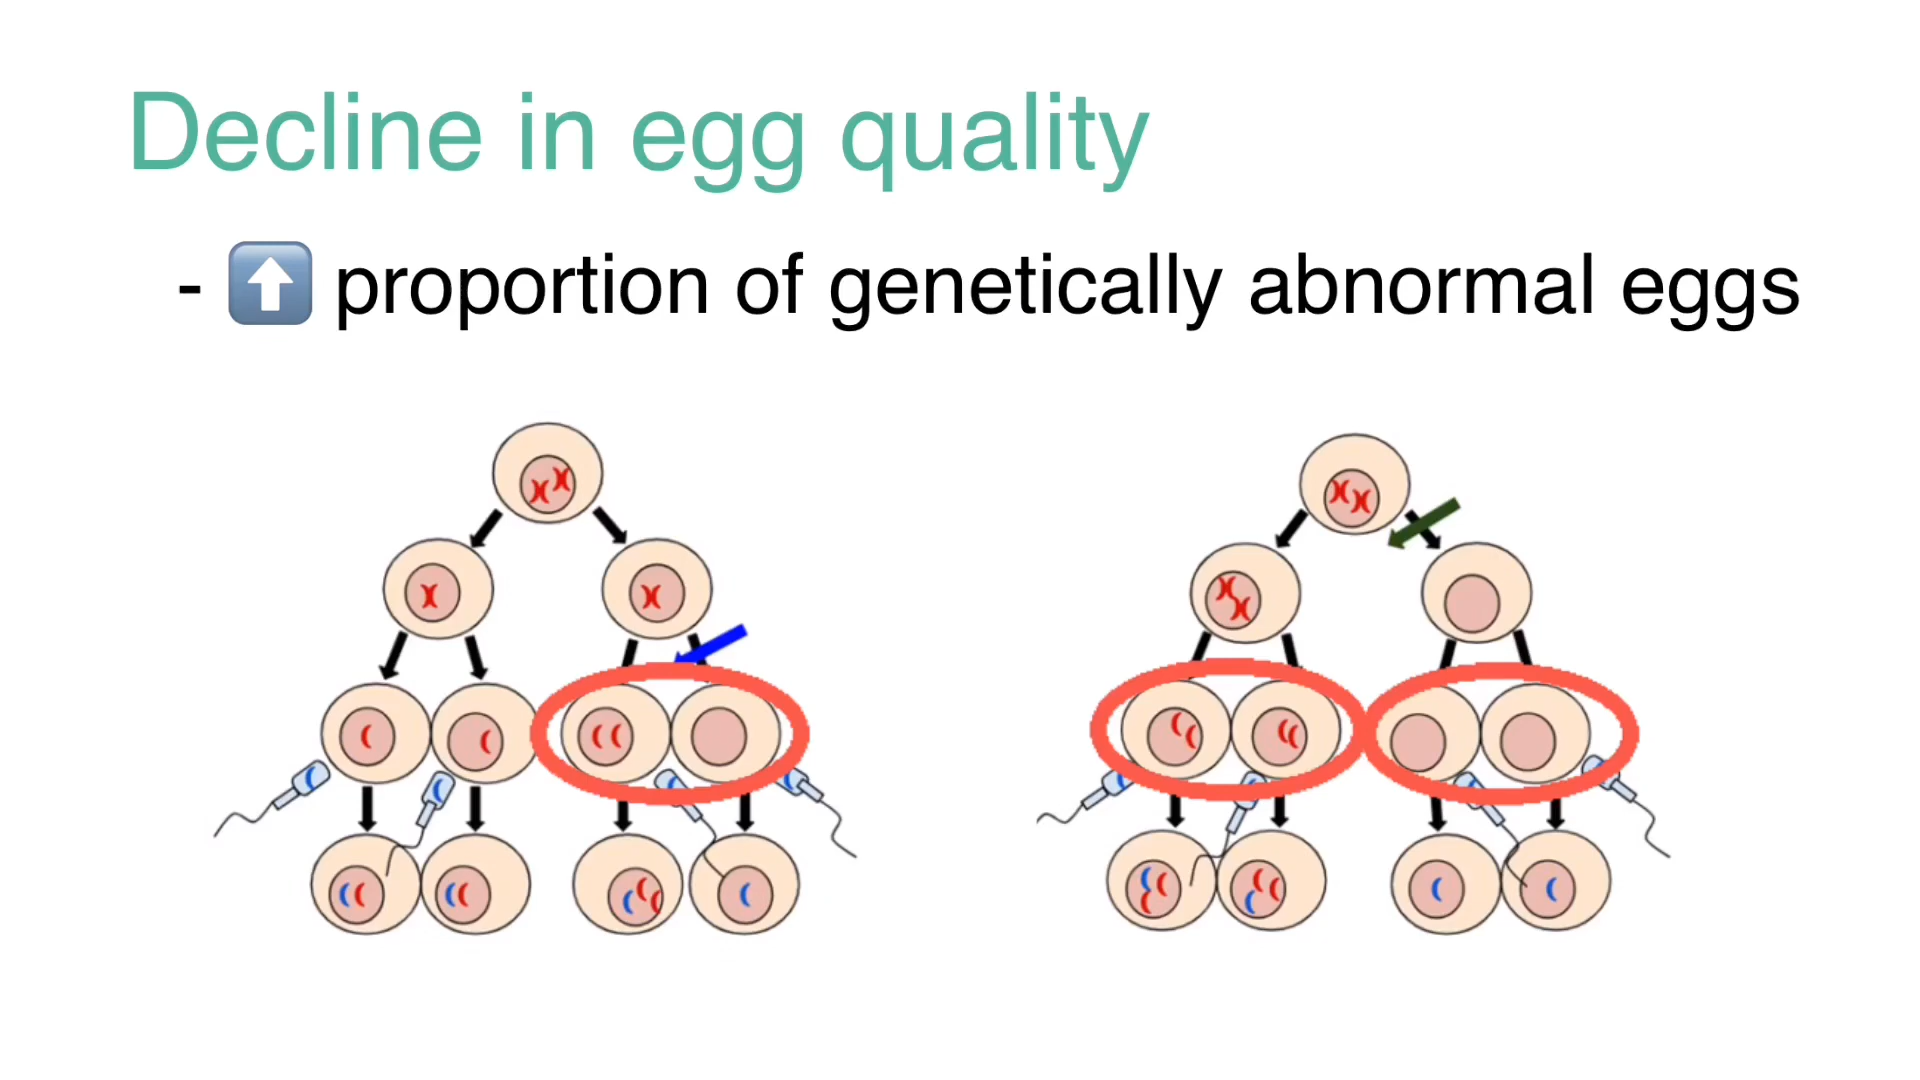 Decline in egg quality
- ⬆️ proportion of genetically abnormal eggs